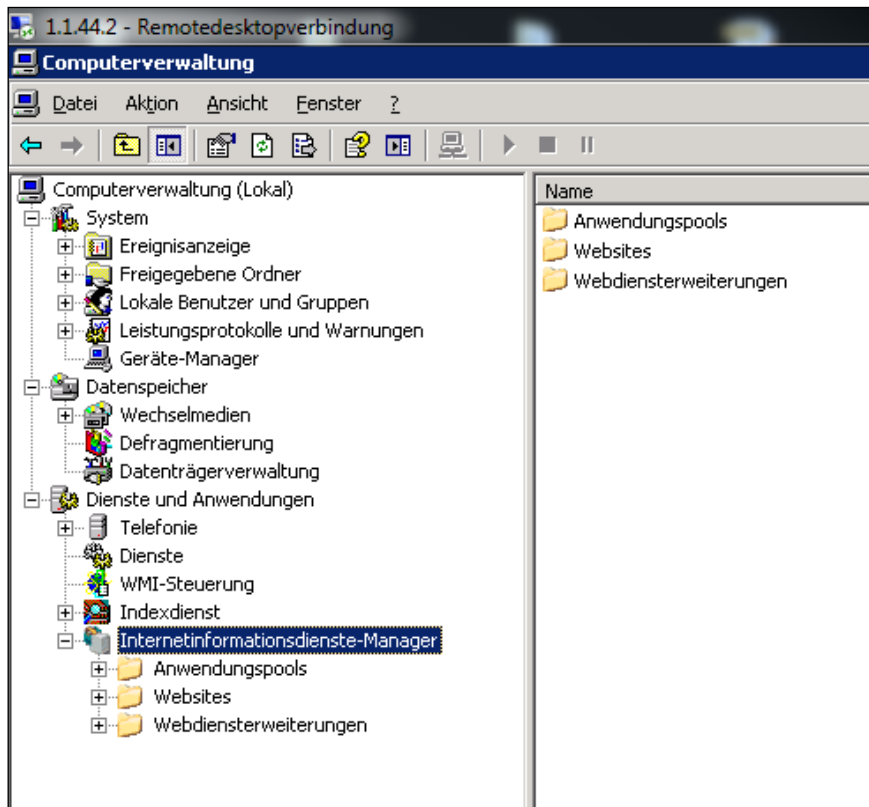 1.1.44.2 - Remotedesktopverbindung
Computerverwaltung
Datei Aktion Ansicht Fenster ?
Computerverwaltung (Lokal)
System
Ereignisanzeige
Freigegebene Ordner
Lokale Benutzer und Gruppen
Leistungsprotokolle und Warnungen
Geräte-Manager
Datenspeicher
Wechselmedien
Defragmentierung
Datenträgerverwaltung
Dienste und Anwendungen
Telefonie
Dienste
WMI-Steuerung
Indexdienst
Internetinformationsdienste-Manager
Anwendungspools
Websites
Webdiensterweiterungen
Name
Anwendungspools
Websites
Webdiensterweiterungen